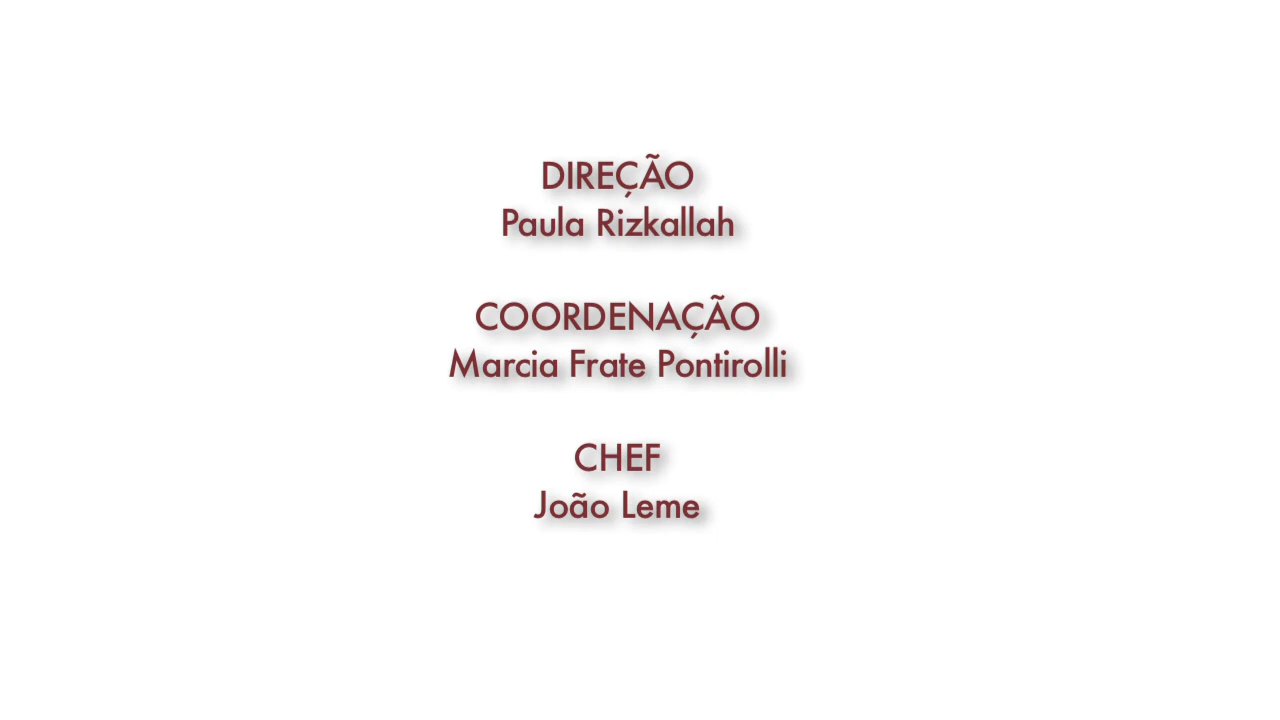 DIREÇÃO
Paula Rizkallah
COORDENAÇÃO
Marcia Frate Pontirolli
CHEF
João Leme